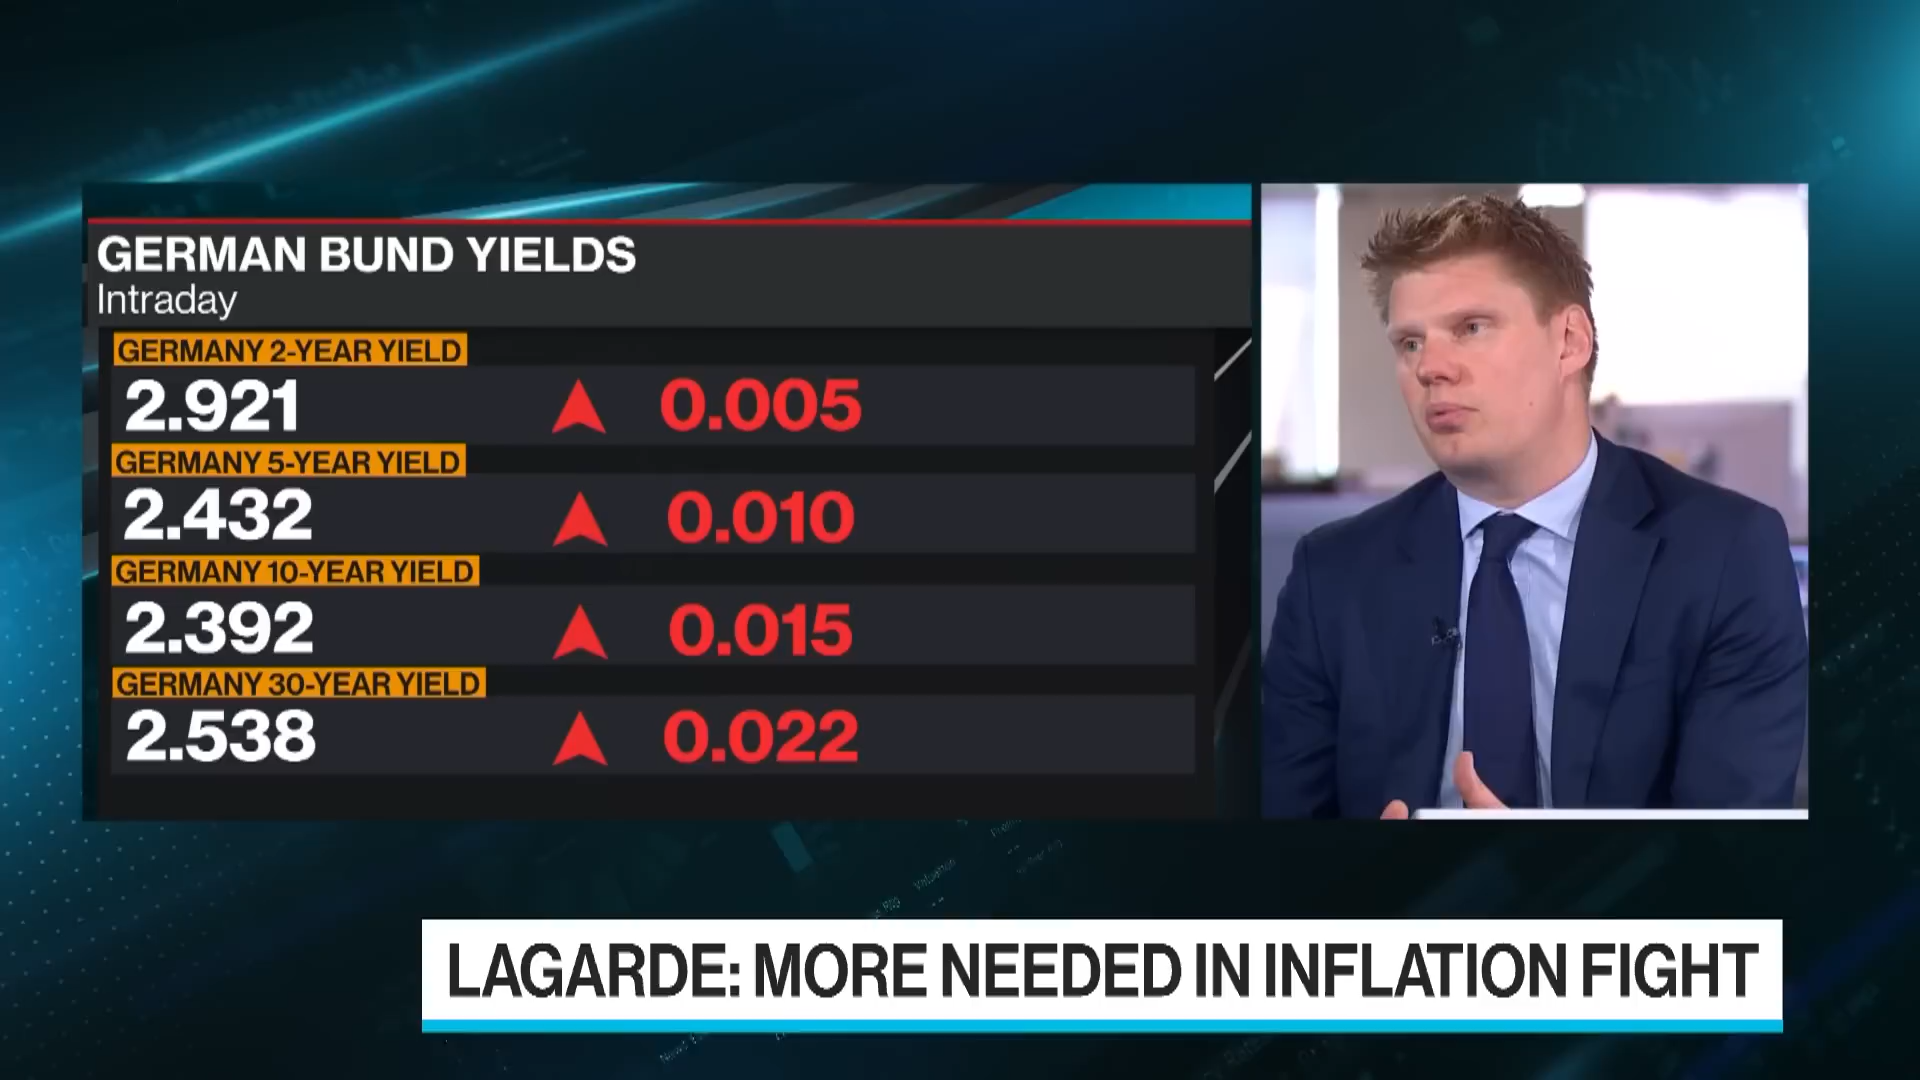 GERMAN BUND YIELDS
Intraday
GERMANY 2-YEAR YIELD
2.921 ▲ 0.005
GERMANY 5-YEAR YIELD
2.432 ▲ 0.010
GERMANY 10-YEAR YIELD
2.392 ▲ 0.015
GERMANY 30-YEAR YIELD
2.538 ▲ 0.022
LAGARDE: MORE NEEDED IN INFLATION FIGHT